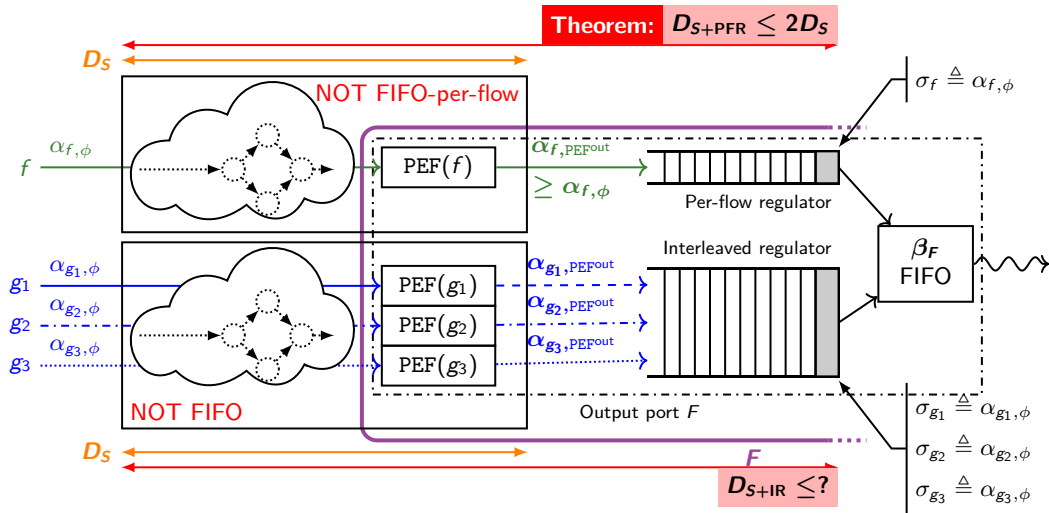 Theorem: D_{S+PFR} ≤ 2D_S
D_S
NOT FIFO-per-flow
σ_f ≜ α_{f,ϕ}
f
α_{f,ϕ}
PEF(f)
α_{f,PEF^out}
≥ α_{f,ϕ}
Per-flow regulator
Interleaved regulator
β_F
FIFO
g_1
α_{g_1,ϕ}
PEF(g_1)
α_{g_1,PEF^out}
g_2
α_{g_2,ϕ}
PEF(g_2)
α_{g_2,PEF^out}
g_3
α_{g_3,ϕ}
PEF(g_3)
α_{g_3,PEF^out}
NOT FIFO
Output port F
σ_{g_1} ≜ α_{g_1,ϕ}
σ_{g_2} ≜ α_{g_2,ϕ}
σ_{g_3} ≜ α_{g_3,ϕ}
D_S
F
D_{S+IR} ≤?